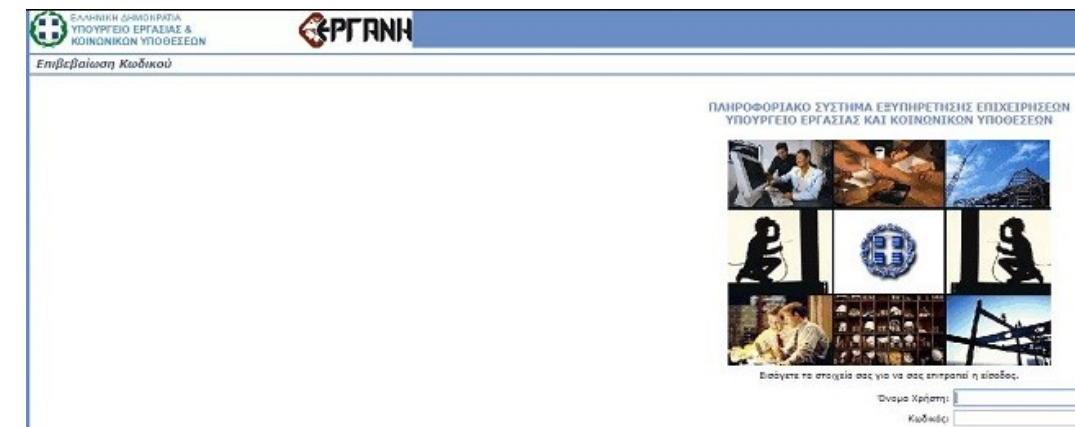 ΕΛΛΗΝΙΚΗ ΔΗΜΟΚΡΑΤΙΑ
ΥΠΟΥΡΓΕΙΟ ΕΡΓΑΣΙΑΣ &
ΚΟΙΝΩΝΙΚΩΝ ΥΠΟΘΕΣΕΩΝ
ΕΡΓΑΝΗ
Επιβεβαίωση Κωδικού
ΠΛΗΡΟΦΟΡΙΑΚΟ ΣΥΣΤΗΜΑ ΕΞΥΠΗΡΕΤΗΣΗΣ ΕΠΙΧΕΙΡΗΣΕΩΝ
ΥΠΟΥΡΓΕΙΟ ΕΡΓΑΣΙΑΣ ΚΑΙ ΚΟΙΝΩΝΙΚΩΝ ΥΠΟΘΕΣΕΩΝ
Εισάγετε τα στοιχεία σας για να σας επιτραπεί η είσοδος.
Όνομα Χρήστη:
Κωδικός: